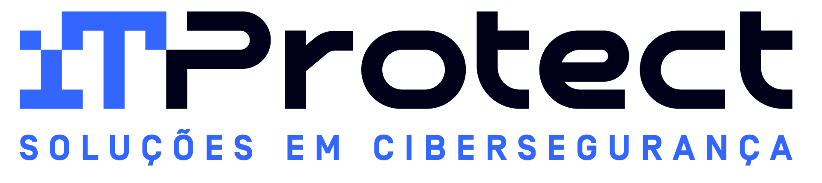 iTProtect
SOLUÇÕES EM CIBERSEGURANÇA